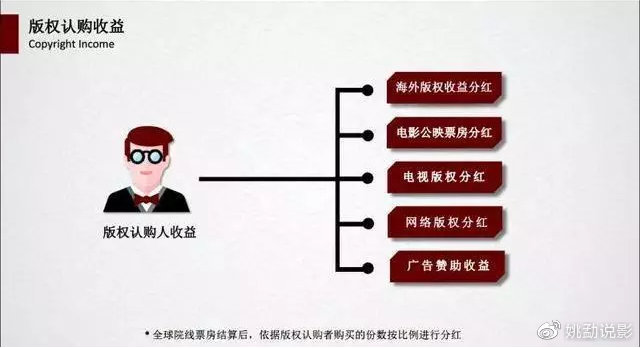 版权认购收益
Copyright Income
海外版权收益分红
电影公映票房分红
电视版权分红
网络版权分红
广告赞助收益
版权认购人收益
* 全球院线票房结算后，依据版权认购者购买的份数按比例进行分红
姚勐说影